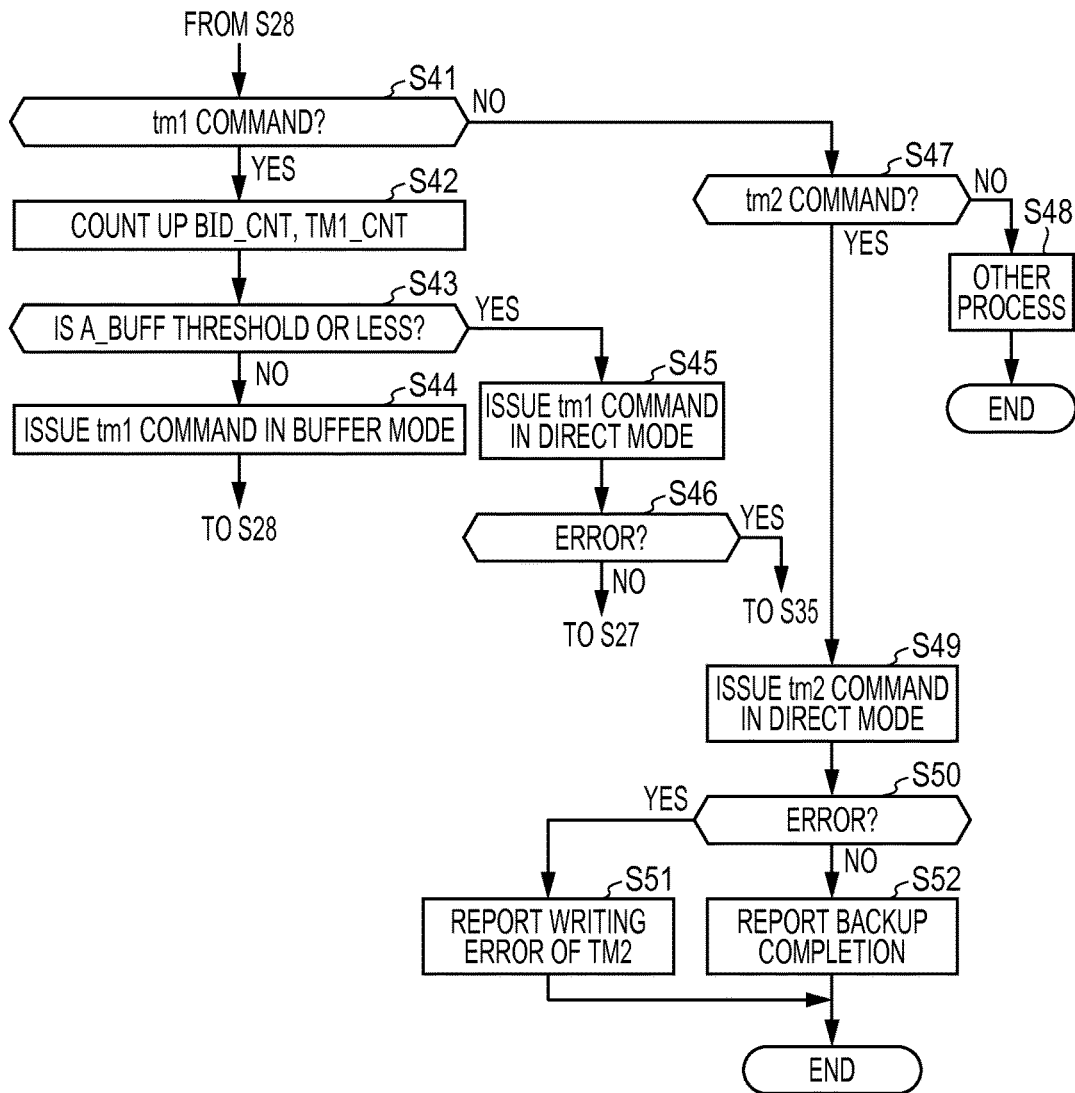 FROM S28
S41
tm1 COMMAND?
NO
YES
S42
COUNT UP BID_CNT, TM1_CNT
S43
IS A_BUFF THRESHOLD OR LESS?
YES
NO
S44
ISSUE tm1 COMMAND IN BUFFER MODE
TO S28
S45
ISSUE tm1 COMMAND
IN DIRECT MODE
S46
ERROR?
YES
NO
TO S35
TO S27
S47
tm2 COMMAND?
NO
YES
S48
OTHER
PROCESS
END
S49
ISSUE tm2 COMMAND
IN DIRECT MODE
S50
ERROR?
YES
NO
S51
REPORT WRITING
ERROR OF TM2
S52
REPORT BACKUP
COMPLETION
END